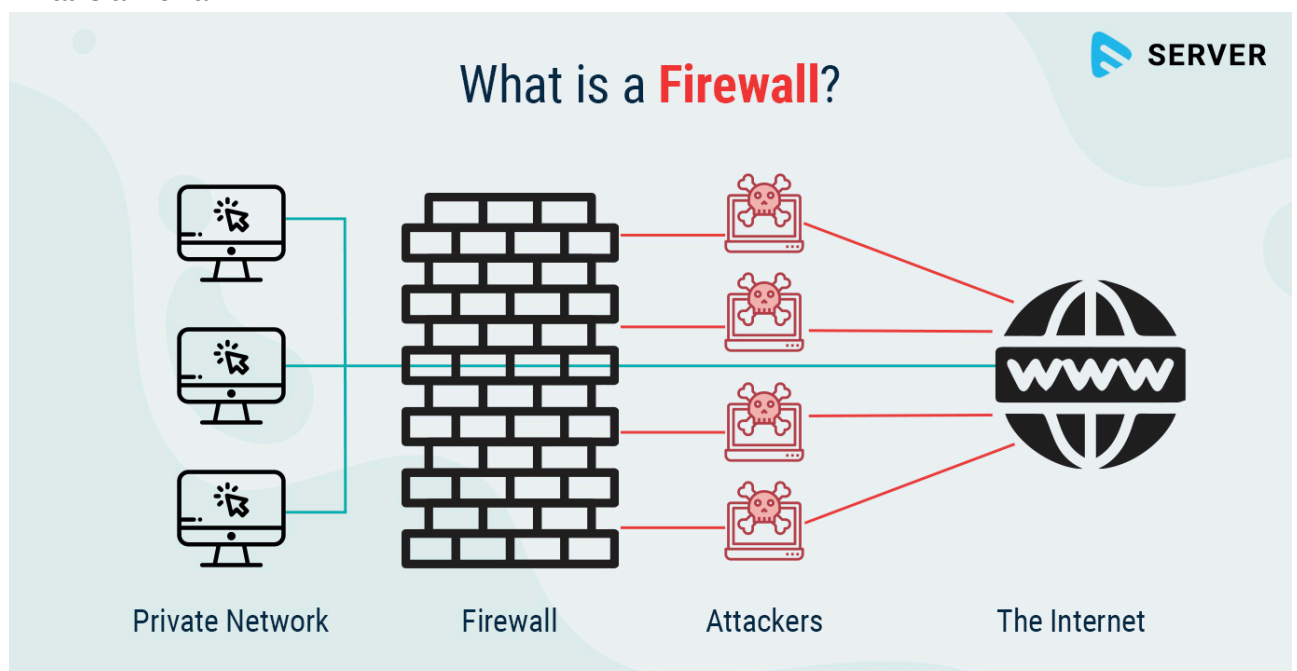 What is a Firewall?
SERVER
www
Private Network
Firewall
Attackers
The Internet